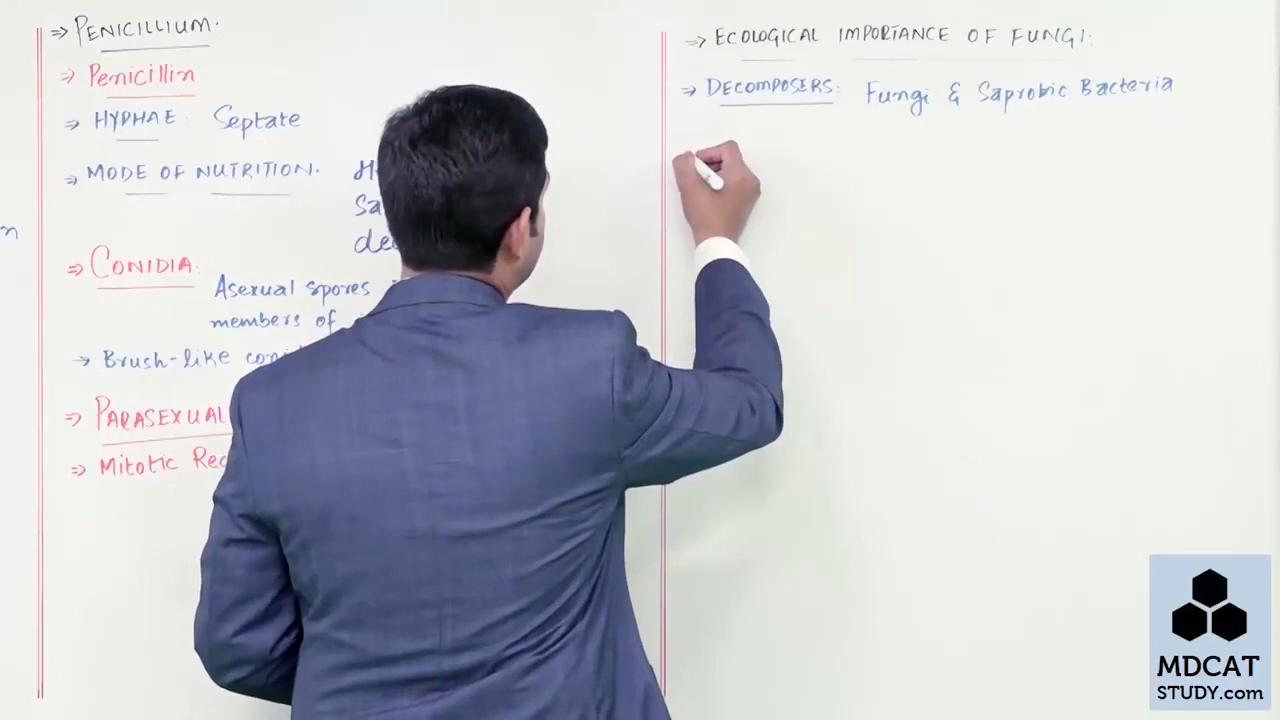 ⇒ PENICILLIUM.
⇒ Penicillin
⇒ HYPHAE: Septate
⇒ MODE OF NUTRITION.
n
⇒ CONIDIA:
Asexual spores
members of
→ Brush-like
⇒ PARASEXUAL
⇒ Mitotic
⇒ ECOLOGICAL IMPORTANCE OF FUNGI:
⇒ DECOMPOSERS: Fungi & Saprobic Bacteria
MDCAT
STUDY.com